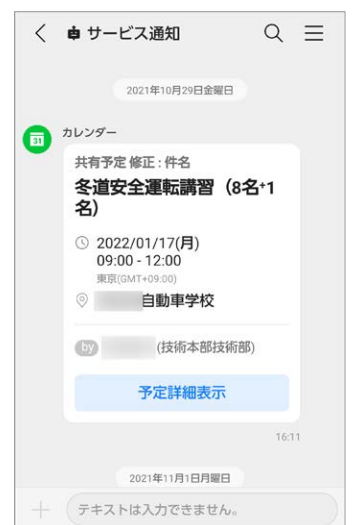 サービス通知
2021年10月29日金曜日
カレンダー
31
共有予定 修正 : 件名
冬道安全運転講習（8名+1
名）
2022/01/17(月)
09:00 - 12:00
東京(GMT+09:00)
自動車学校
by (技術本部技術部)
予定詳細表示
16:11
2021年11月1日月曜日
テキストは入力できません。